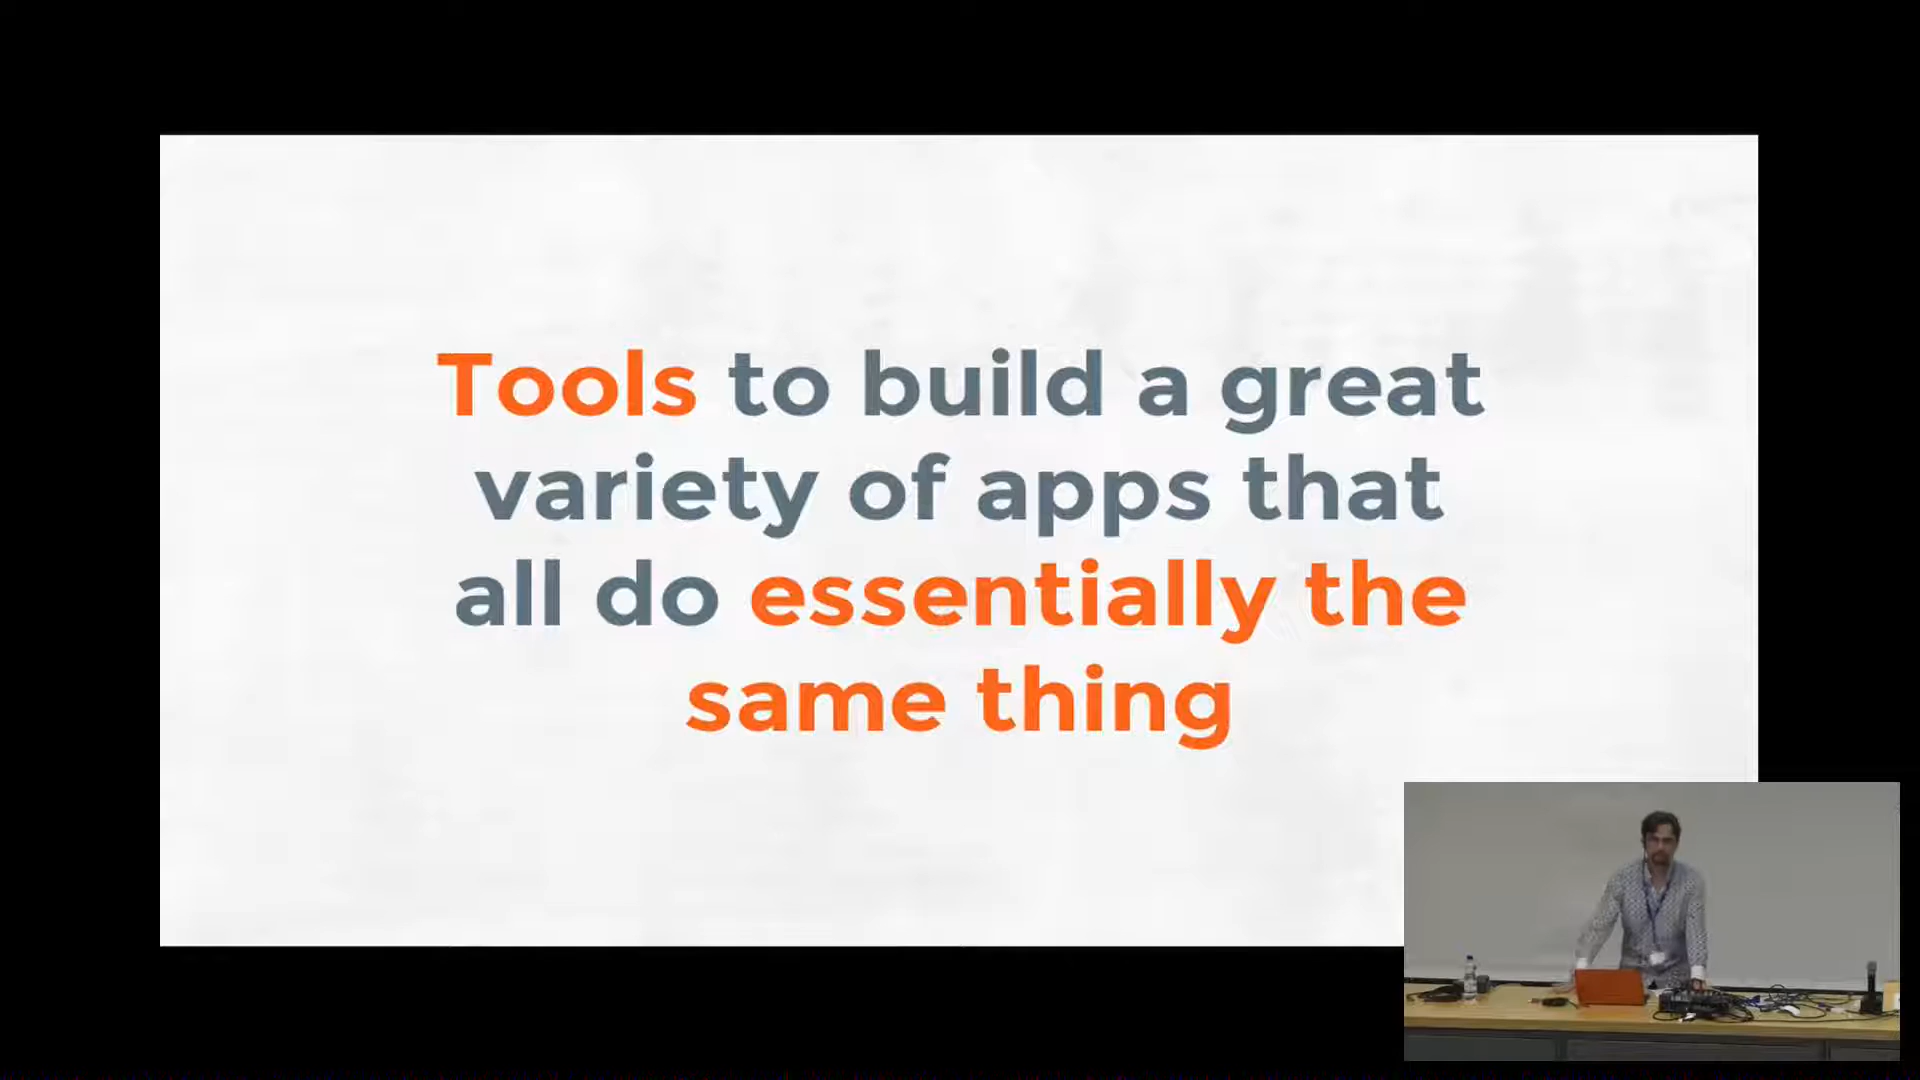 Tools to build a great
variety of apps that
all do essentially the
same thing